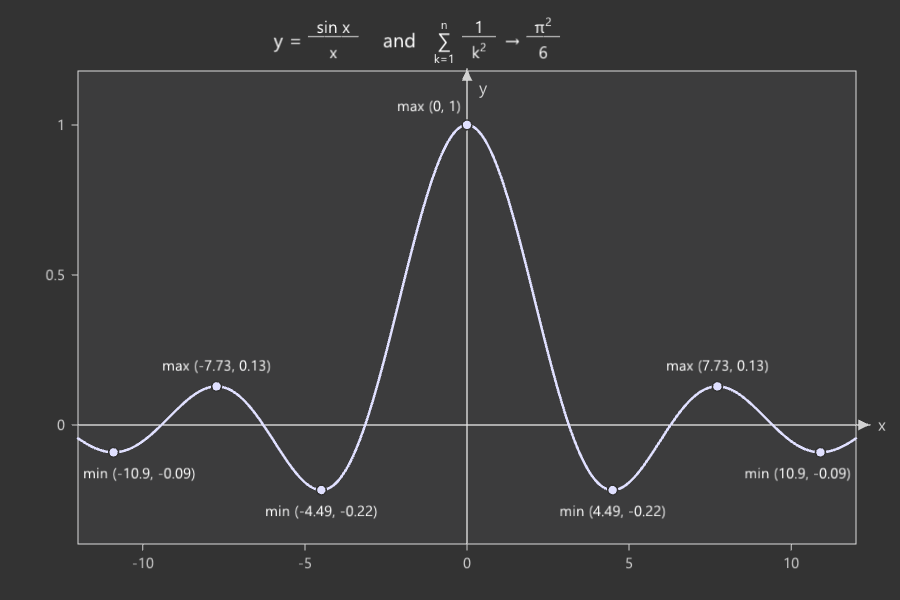 y = sin x / x and n ∑ k=1 1 / k² → π² / 6
y
max (0, 1)
1
0.5
max (-7.73, 0.13) max (7.73, 0.13)
0 x
min (-10.9, -0.09) min (10.9, -0.09)
min (-4.49, -0.22) min (4.49, -0.22)
-10 -5 0 5 10